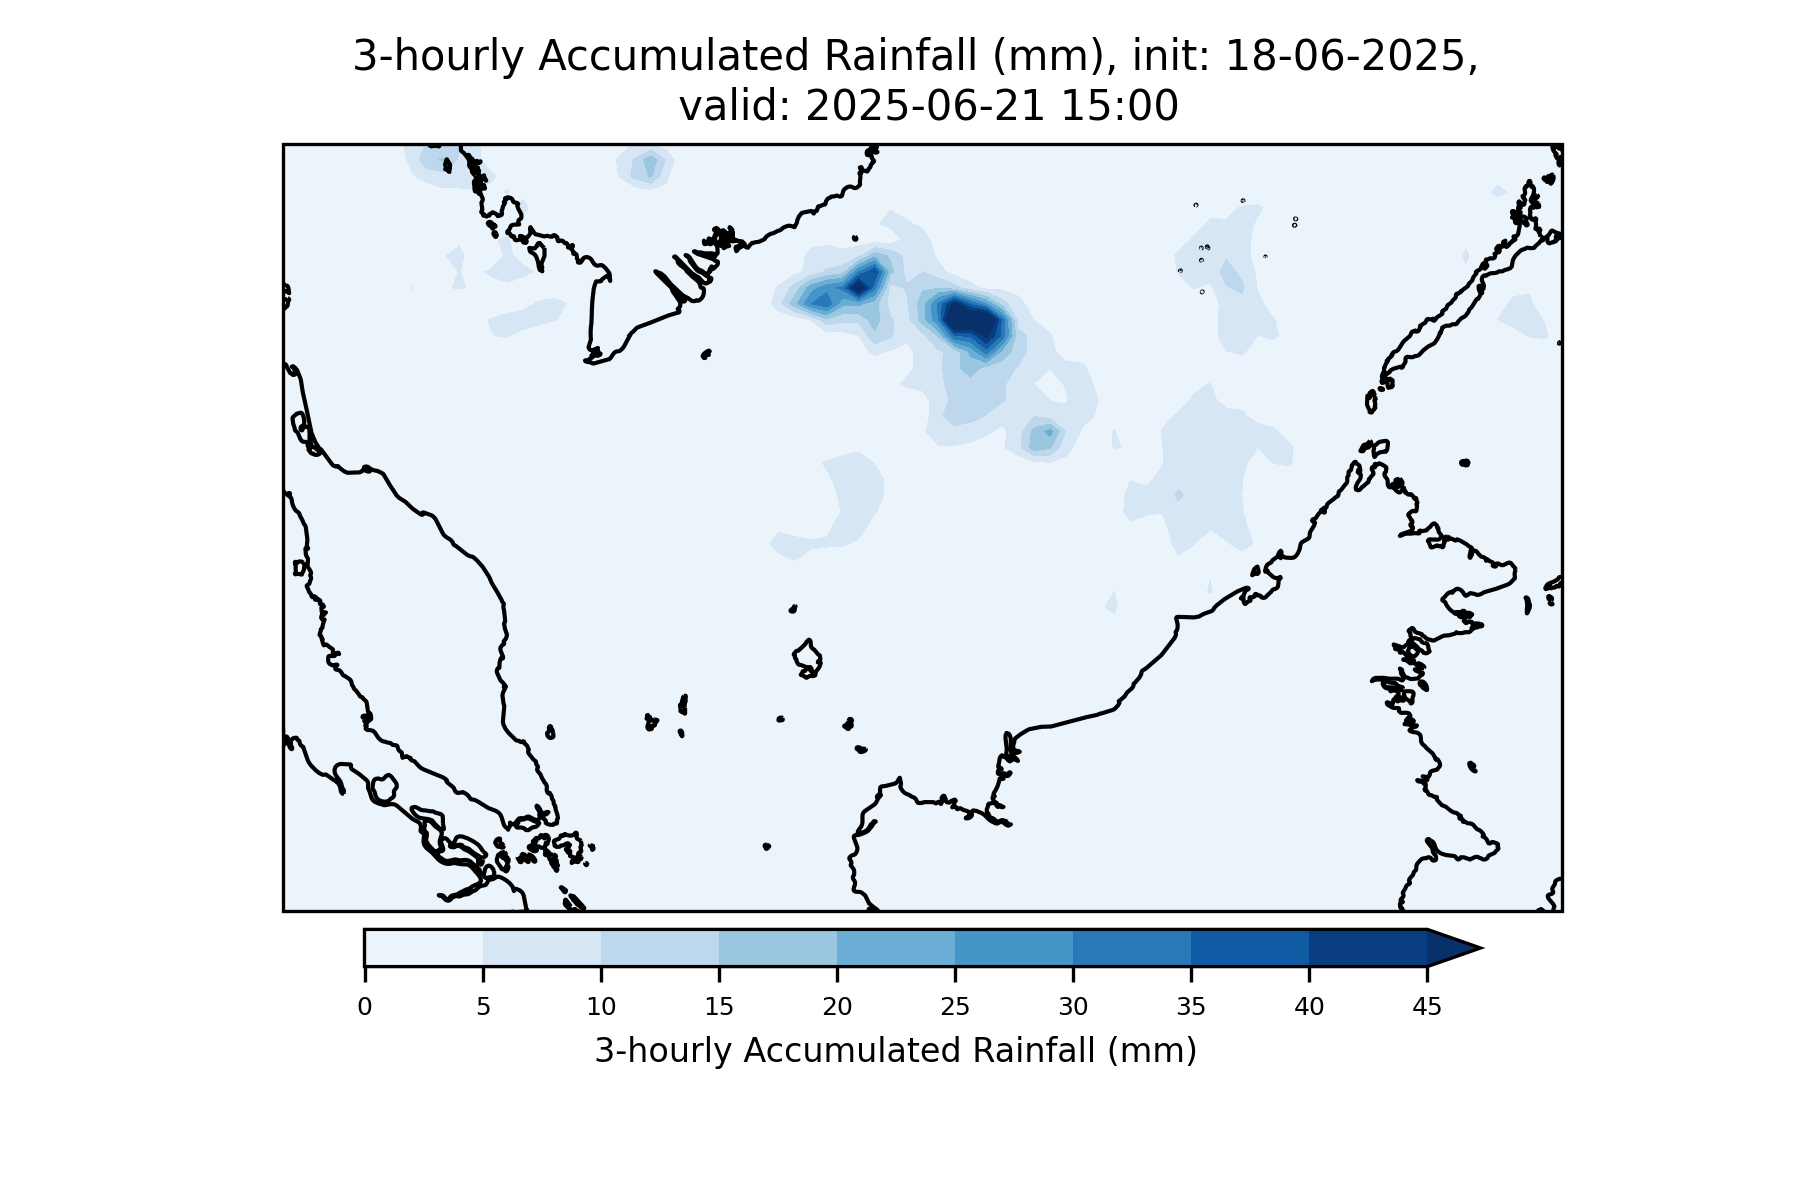 3-hourly Accumulated Rainfall (mm), init: 18-06-2025,
valid: 2025-06-21 15:00
0 5 10 15 20 25 30 35 40 45
3-hourly Accumulated Rainfall (mm)